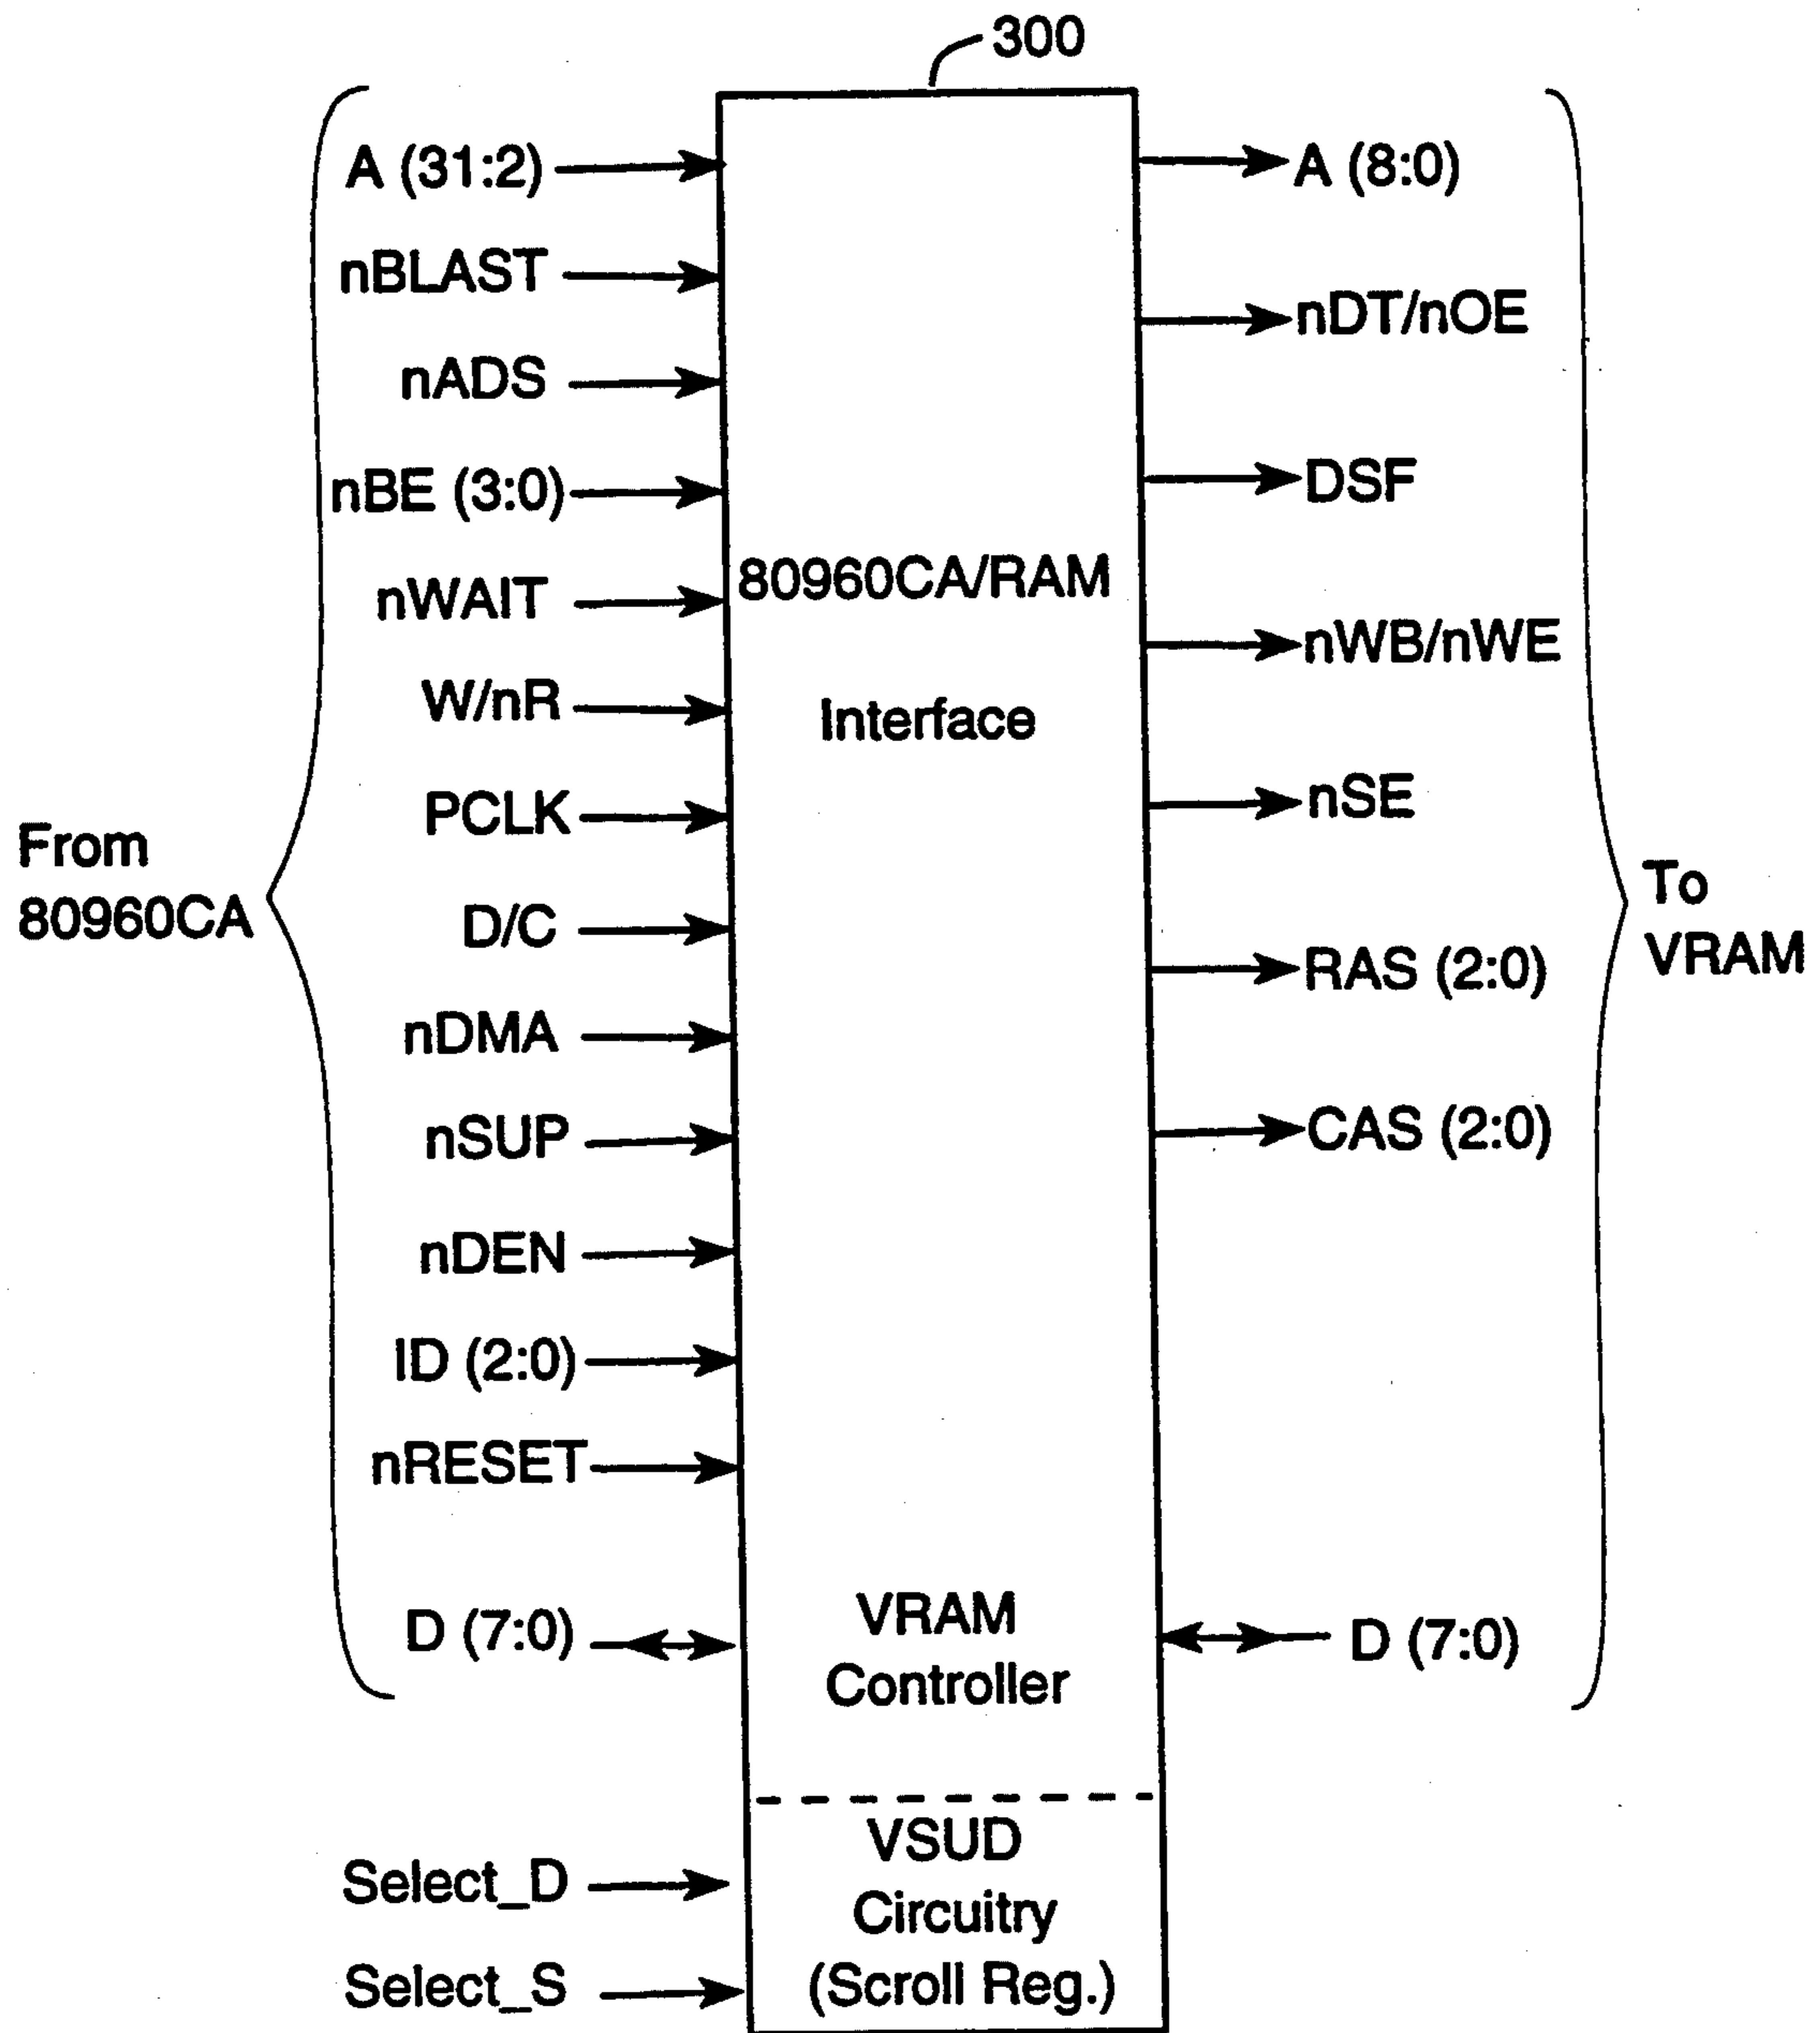 300
From
80960CA
A (31:2)
nBLAST
nADS
nBE (3:0)
nWAIT
W/nR
PCLK
D/C
nDMA
nSUP
nDEN
ID (2:0)
nRESET
D (7:0)
Select_D
Select_S
80960CA/RAM
Interface
VRAM
Controller
VSUD
Circuitry
(Scroll Reg.)
A (8:0)
nDT/nOE
DSF
nWB/nWE
nSE
RAS (2:0)
CAS (2:0)
D (7:0)
To
VRAM